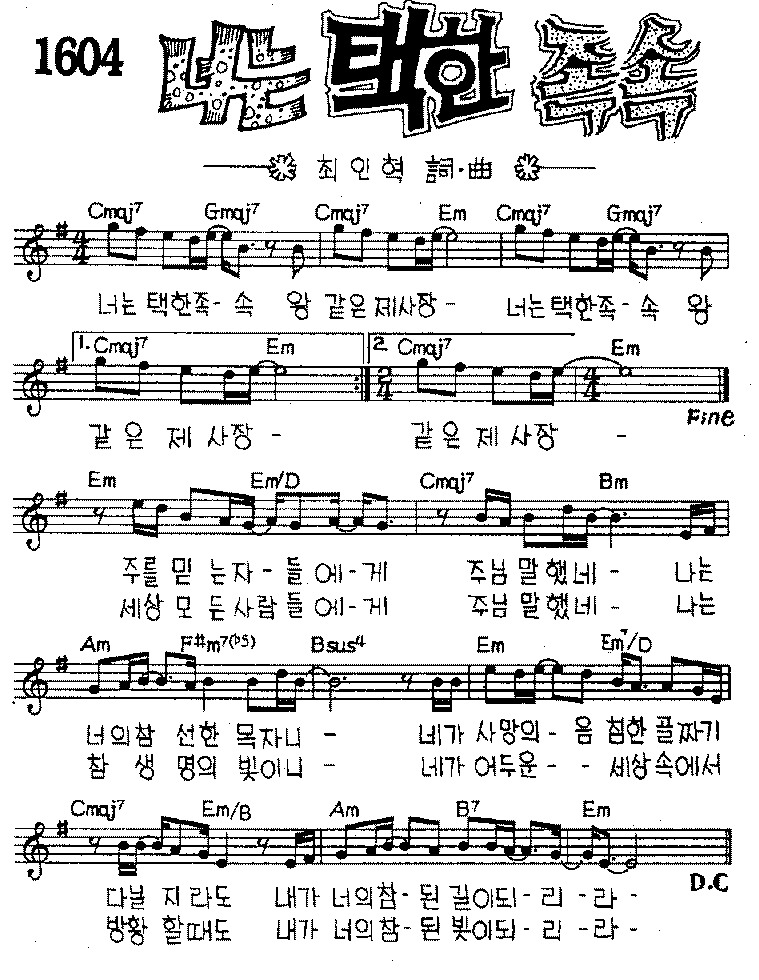 1604 너는 택한 족속
최인혁 詞·曲
Cmaj7 Gmaj7 Cmaj7 Em Cmaj7 Gmaj7
너는 택한족- 속 왕 같은 제사장- 너는 택한족- 속 왕
1. Cmaj7 Em 2. Cmaj7 Em
Fine
같 은 제 사장 - 같 은 제 사장 -
Em Em/D Cmaj7 Bm
주를 믿 는자 - 들 에-게 주님 말했네 - 나는
세상 모 든사람 들 에-게 주님 말했네 - 나는
Am F#m7(b5) Bsus4 Em Em7/D
너의참 선한 목자니 - 네가 사망의- 음 침한 골짜기
참 생 명의 빛이니 - 네가 어두운- - 세상속에서
Cmaj7 Em/B Am B7 Em
D.C
다닐 지라도 내가 너의참- 된 길이되- 리 - 라 -
방황 할때도 내가 너의참- 된 빛이되- 리 - 라 -